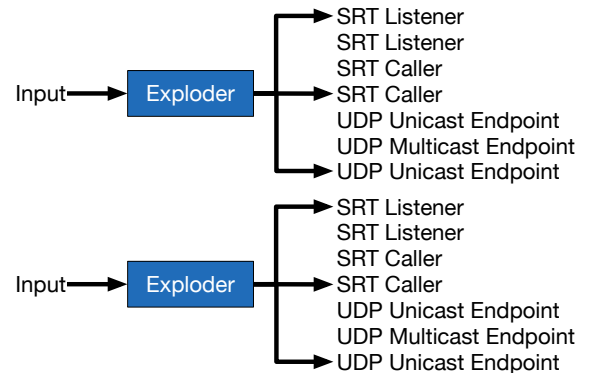 SRT Listener
SRT Listener
SRT Caller
Input Exploder SRT Caller
UDP Unicast Endpoint
UDP Multicast Endpoint
UDP Unicast Endpoint
SRT Listener
SRT Listener
SRT Caller
Input Exploder SRT Caller
UDP Unicast Endpoint
UDP Multicast Endpoint
UDP Unicast Endpoint